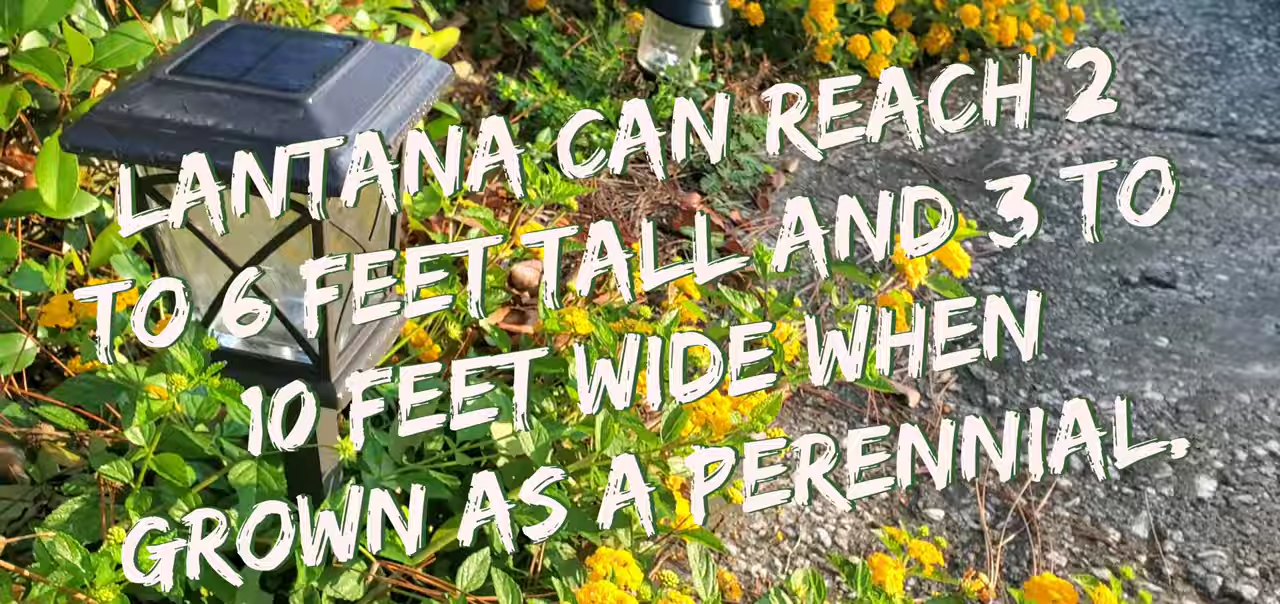 LANTANA CAN REACH 2
TO 6 FEET TALL AND 3 TO
10 FEET WIDE WHEN
GROWN AS A PERENNIAL,